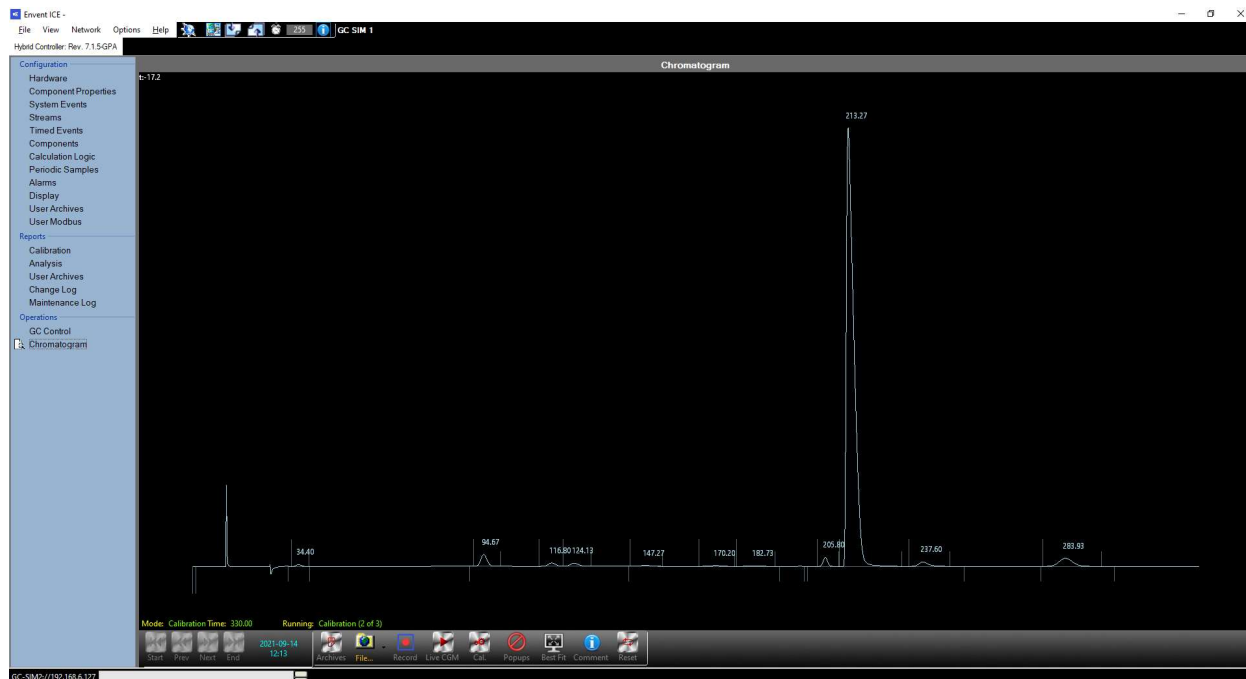 Envent ICE -
File View Network Options Help 255 GC SIM 1
Hybrid Controller: Rev. 7.1.5-GPA
Configuration
Hardware
Component Properties
System Events
Streams
Timed Events
Components
Calculation Logic
Periodic Samples
Alarms
Display
User Archives
User Modbus
Reports
Calibration
Analysis
User Archives
Change Log
Maintenance Log
Operations
GC Control
Chromatogram
Chromatogram
t:-17.2
213.27
34.40 94.67 116.80 124.13 147.27 170.20 182.73 205.80 237.60 283.93
Mode: Calibration Time: 330.00 Running: Calibration (2 of 3)
Start Prev Next End 2021-09-14 12:13 Archives File... Record Live CGM Cal. Popups Best Fit Comment Reset
GC-SIM2://192.168.6.127